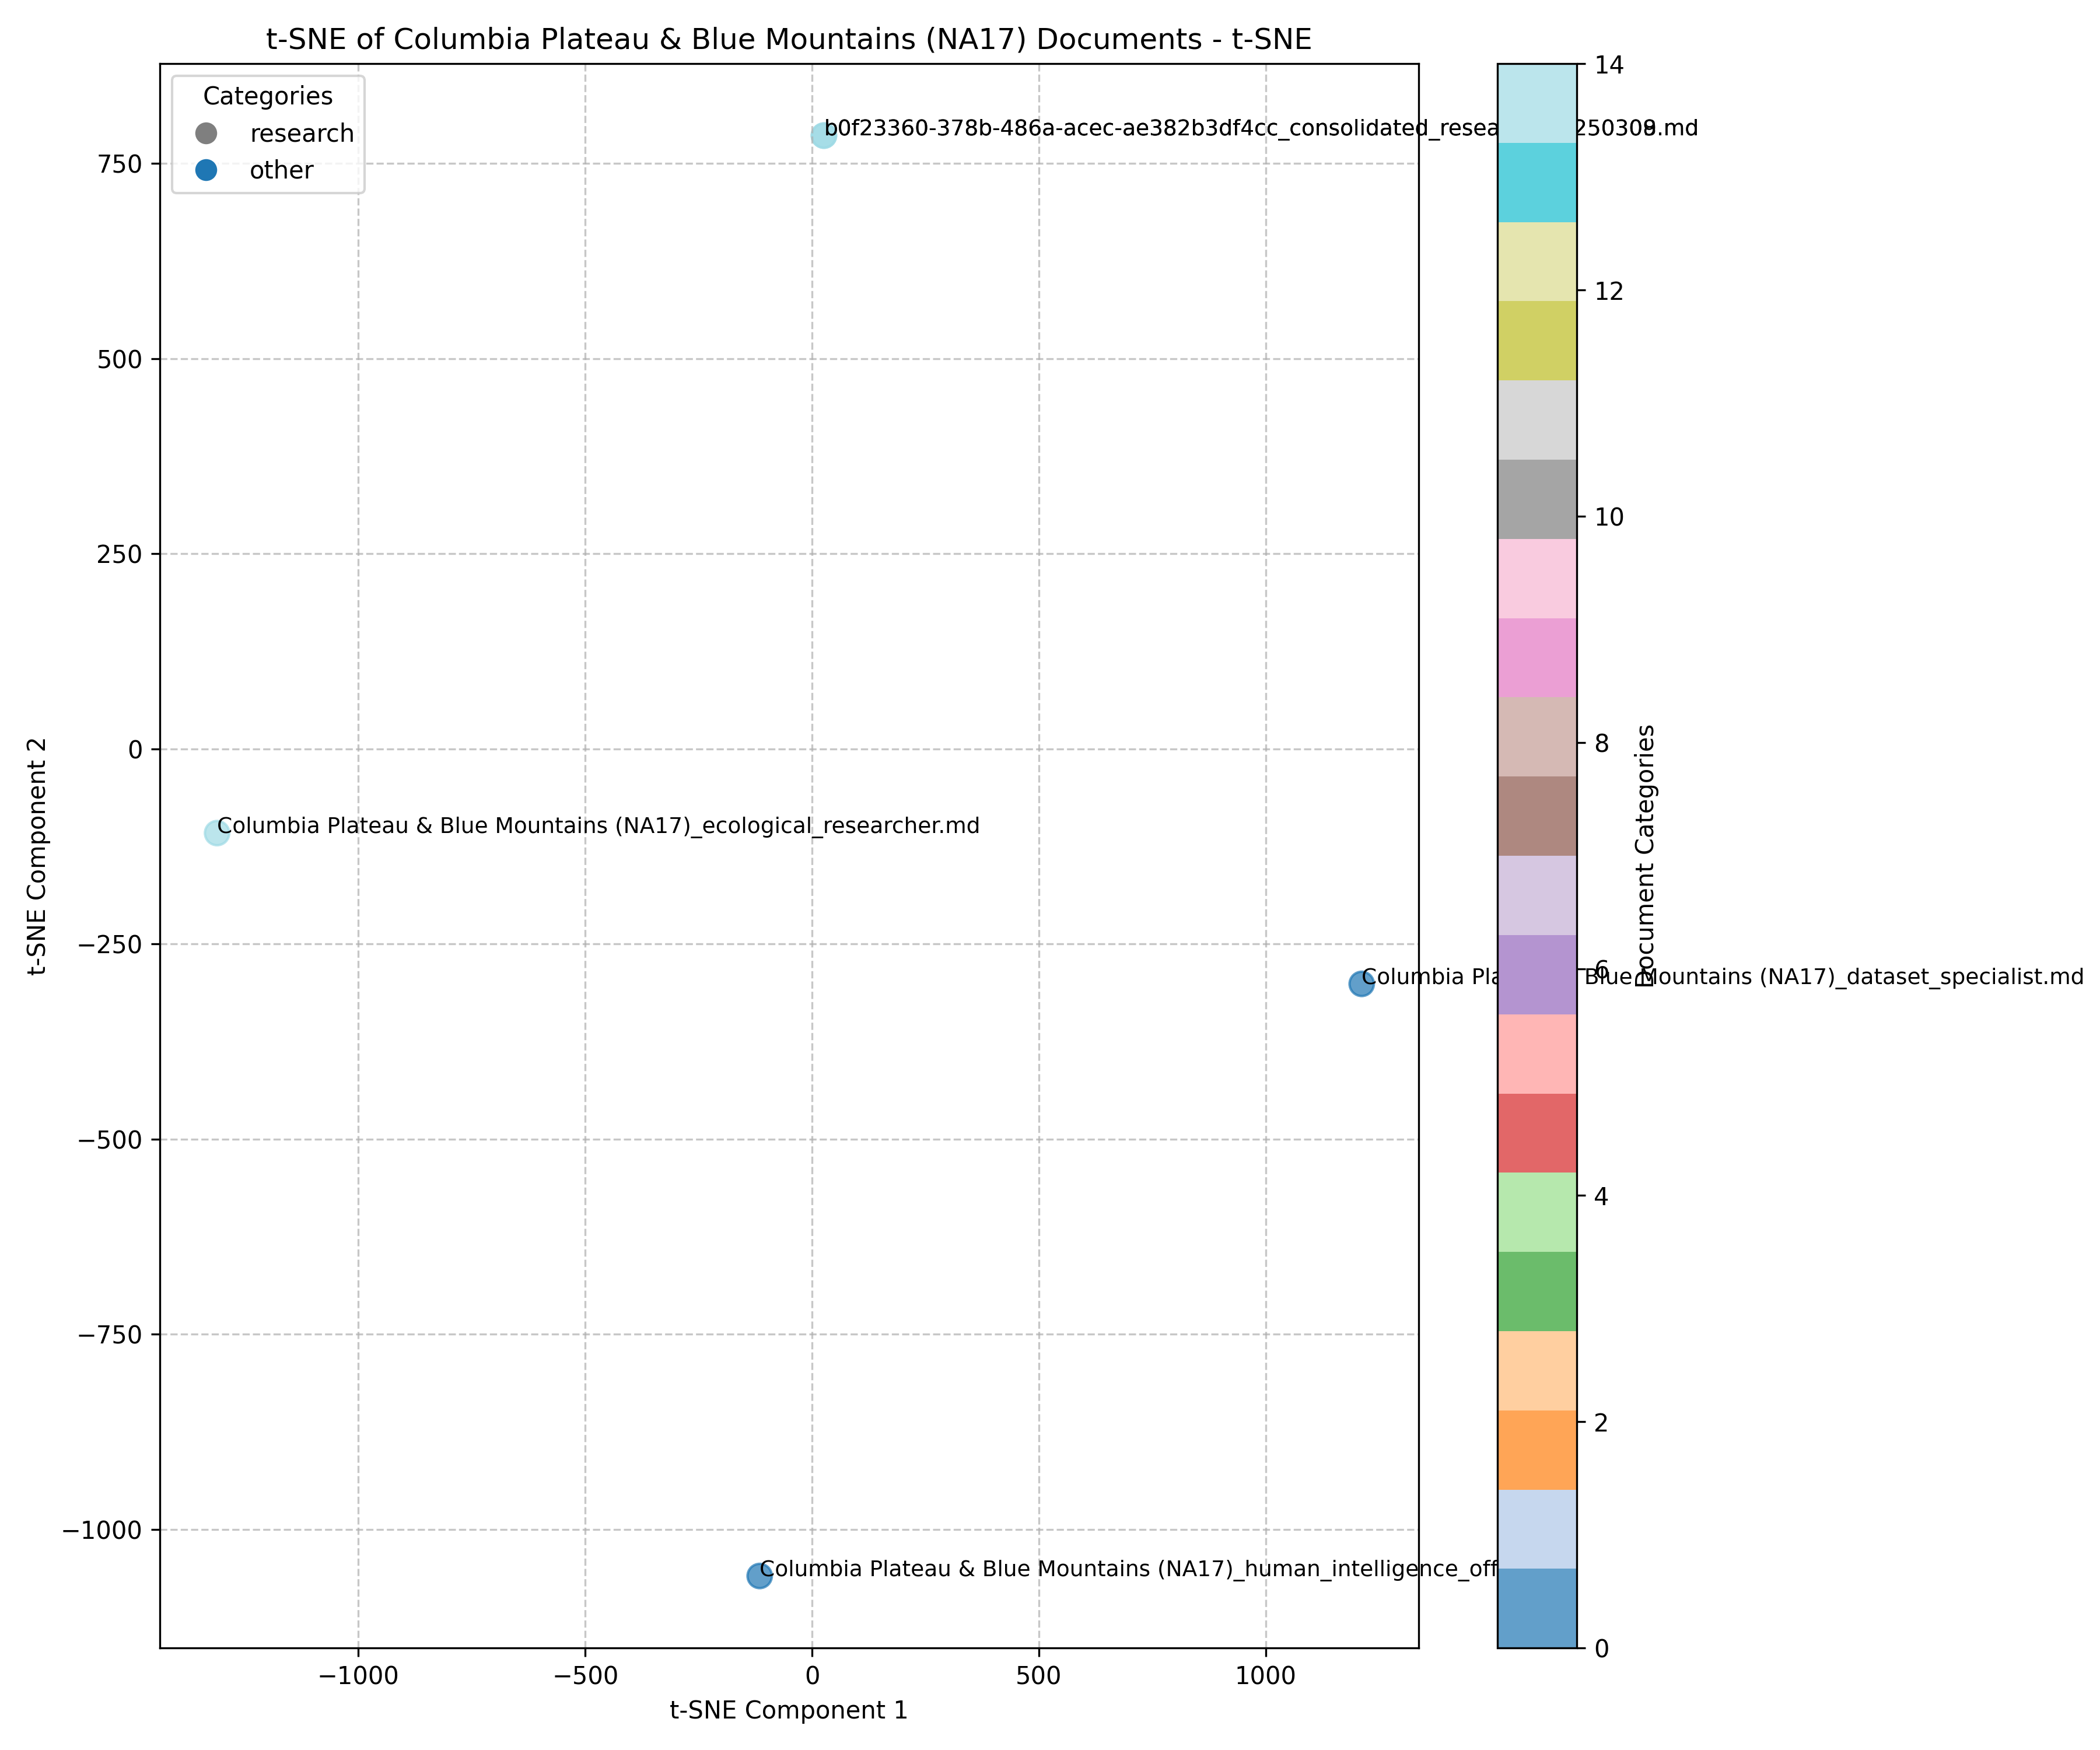 t-SNE of Columbia Plateau & Blue Mountains (NA17) Documents - t-SNE
Categories
research
other
b0f23360-378b-486a-acec-ae382b3df4cc_consolidated_resea
.md
Columbia Plateau & Blue Mountains (NA17)_ecological_researcher.md
Columbia Pla
Blue Mountains (NA17)_dataset_specialist.md
Columbia Plateau & Blue Mountains (NA17)_human_intelligence_off
750
500
250
0
−250
−500
−750
−1000
t-SNE Component 2
−1000
−500
0
500
1000
t-SNE Component 1
14
12
10
8
6
4
2
0
Document Categories